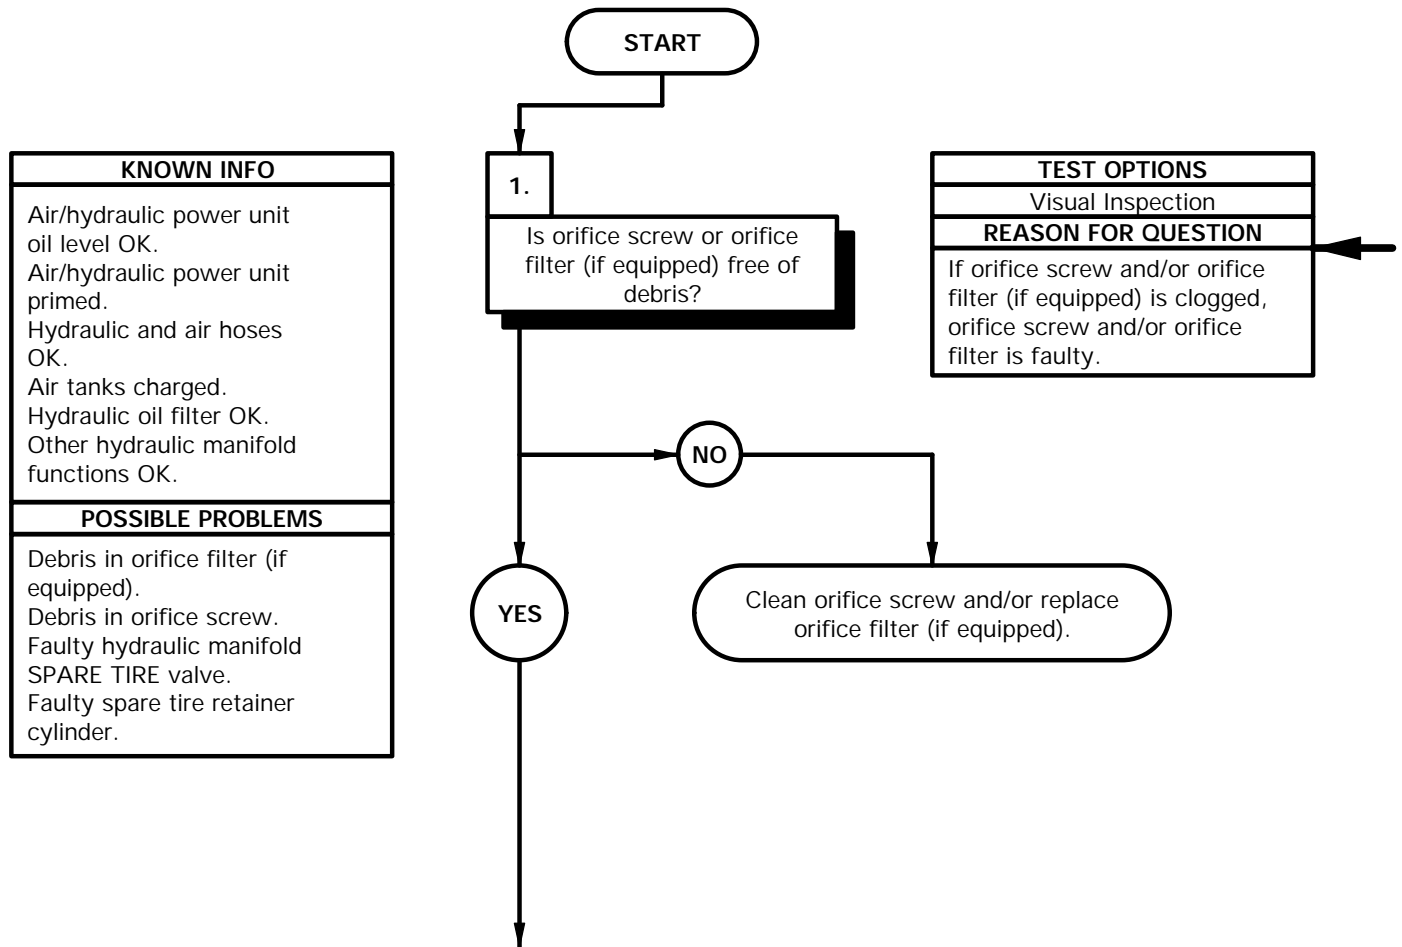 START
KNOWN INFO
Air/hydraulic power unit
oil level OK.
Air/hydraulic power unit
primed.
Hydraulic and air hoses
OK.
Air tanks charged.
Hydraulic oil filter OK.
Other hydraulic manifold
functions OK.
POSSIBLE PROBLEMS
Debris in orifice filter (if
equipped).
Debris in orifice screw.
Faulty hydraulic manifold
SPARE TIRE valve.
Faulty spare tire retainer
cylinder.
1.
Is orifice screw or orifice
filter (if equipped) free of
debris?
TEST OPTIONS
Visual Inspection
REASON FOR QUESTION
If orifice screw and/or orifice
filter (if equipped) is clogged,
orifice screw and/or orifice
filter is faulty.
NO
YES
Clean orifice screw and/or replace
orifice filter (if equipped).